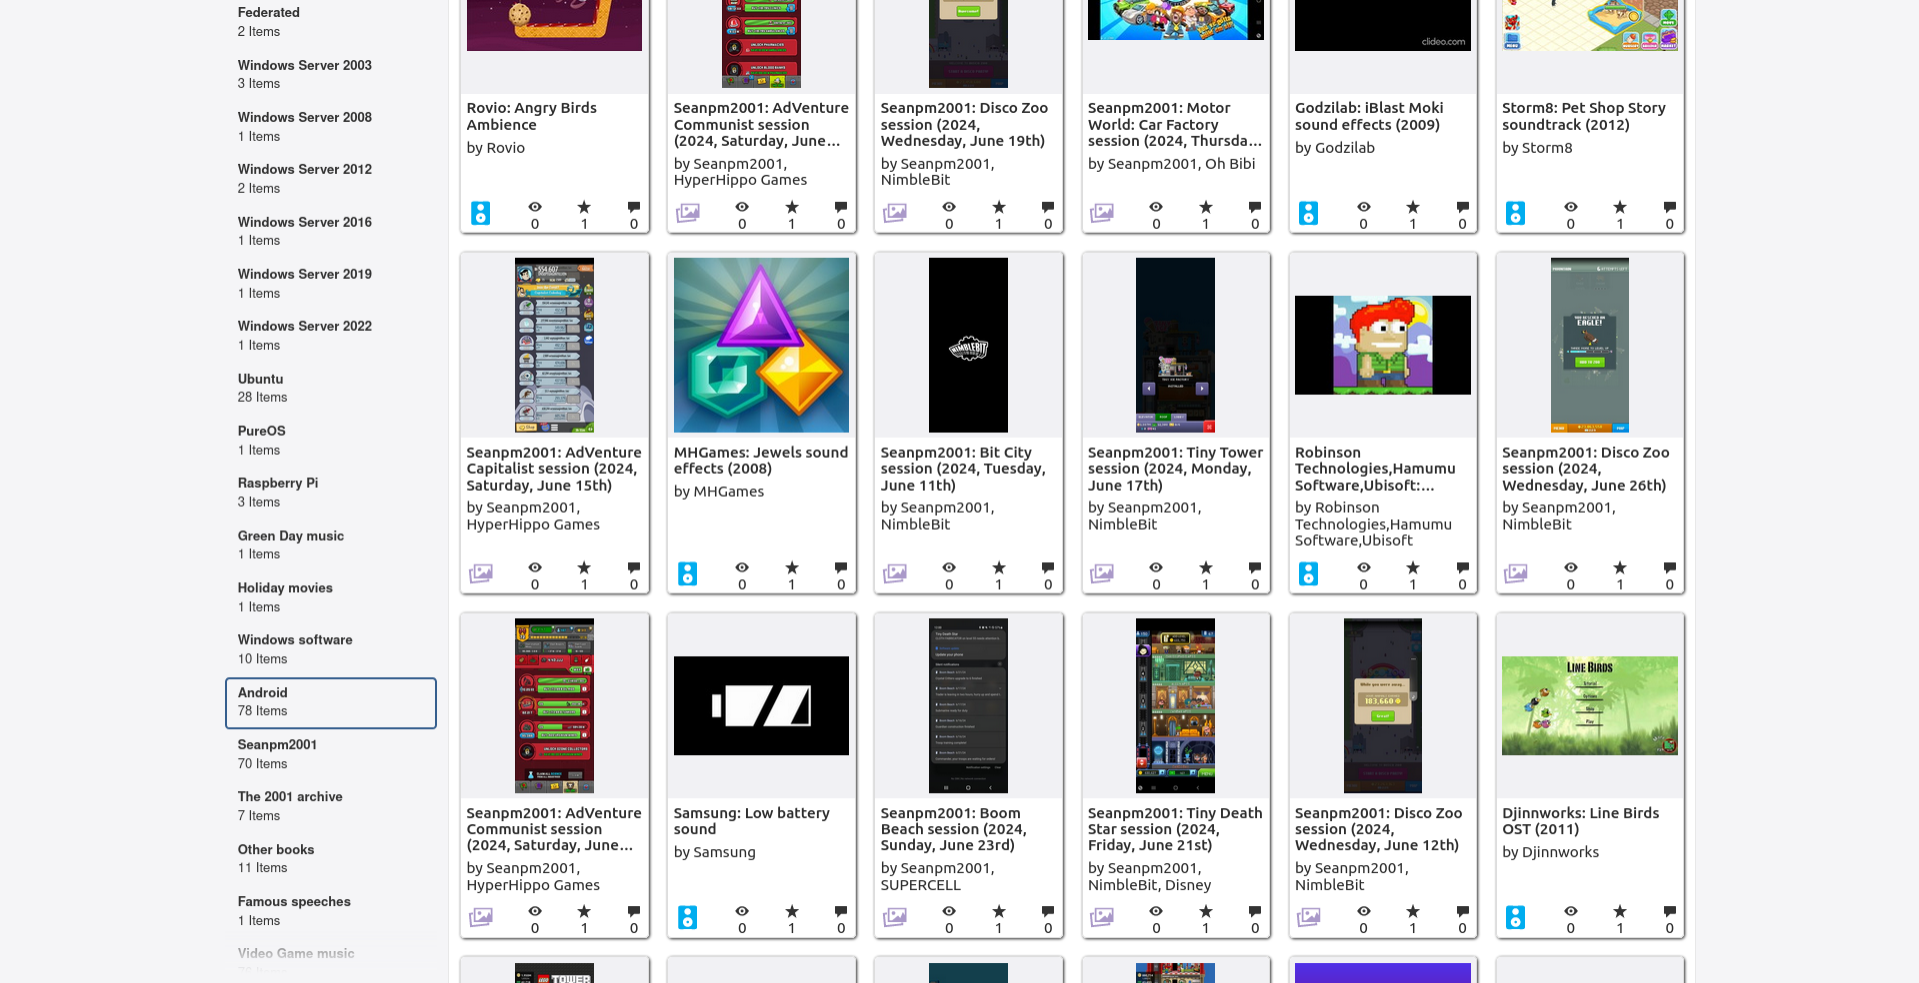 Federated
2 Items
Windows Server 2003
3 Items
Windows Server 2008
1 Items
Windows Server 2012
2 Items
Windows Server 2016
1 Items
Windows Server 2019
1 Items
Windows Server 2022
1 Items
Ubuntu
28 Items
PureOS
1 Items
Raspberry Pi
3 Items
Green Day music
1 Items
Holiday movies
1 Items
Windows software
10 Items
Android
78 Items
Seanpm2001
70 Items
The 2001 archive
7 Items
Other books
11 Items
Famous speeches
1 Items
Video Game music
clideo.com
Rovio: Angry Birds
Ambience
by Rovio
0 1 0
Seanpm2001: AdVenture
Communist session
(2024, Saturday, June...
by Seanpm2001,
HyperHippo Games
0 1 0
Seanpm2001: Disco Zoo
session (2024,
Wednesday, June 19th)
by Seanpm2001,
NimbleBit
0 1 0
Seanpm2001: Motor
World: Car Factory
session (2024, Thursda...
by Seanpm2001, Oh Bibi
0 1 0
Godzilab: iBlast Moki
sound effects (2009)
by Godzilab
0 1 0
Storm8: Pet Shop Story
soundtrack (2012)
by Storm8
0 1 0
Seanpm2001: AdVenture
Capitalist session (2024,
Saturday, June 15th)
by Seanpm2001,
HyperHippo Games
0 1 0
MHGames: Jewels sound
effects (2008)
by MHGames
0 1 0
NIMBLEBIT
Seanpm2001: Bit City
session (2024, Tuesday,
June 11th)
by Seanpm2001,
NimbleBit
0 1 0
Seanpm2001: Tiny Tower
session (2024, Monday,
June 17th)
by Seanpm2001,
NimbleBit
0 1 0
Robinson
Technologies,Hamumu
Software,Ubisoft:...
by Robinson
Technologies,Hamumu
Software,Ubisoft
0 1 0
EAGLE!
Seanpm2001: Disco Zoo
session (2024,
Wednesday, June 26th)
by Seanpm2001,
NimbleBit
0 1 0
Seanpm2001: AdVenture
Communist session
(2024, Saturday, June...
by Seanpm2001,
HyperHippo Games
0 1 0
Samsung: Low battery
sound
by Samsung
0 1 0
Seanpm2001: Boom
Beach session (2024,
Sunday, June 23rd)
by Seanpm2001,
SUPERCELL
0 1 0
Seanpm2001: Tiny Death
Star session (2024,
Friday, June 21st)
by Seanpm2001,
NimbleBit, Disney
0 1 0
While you were away...
183,660
Seanpm2001: Disco Zoo
session (2024,
Wednesday, June 12th)
by Seanpm2001,
NimbleBit
0 1 0
LINE BIRDS
Play
Djinnworks: Line Birds
OST (2011)
by Djinnworks
0 1 0
TOWER